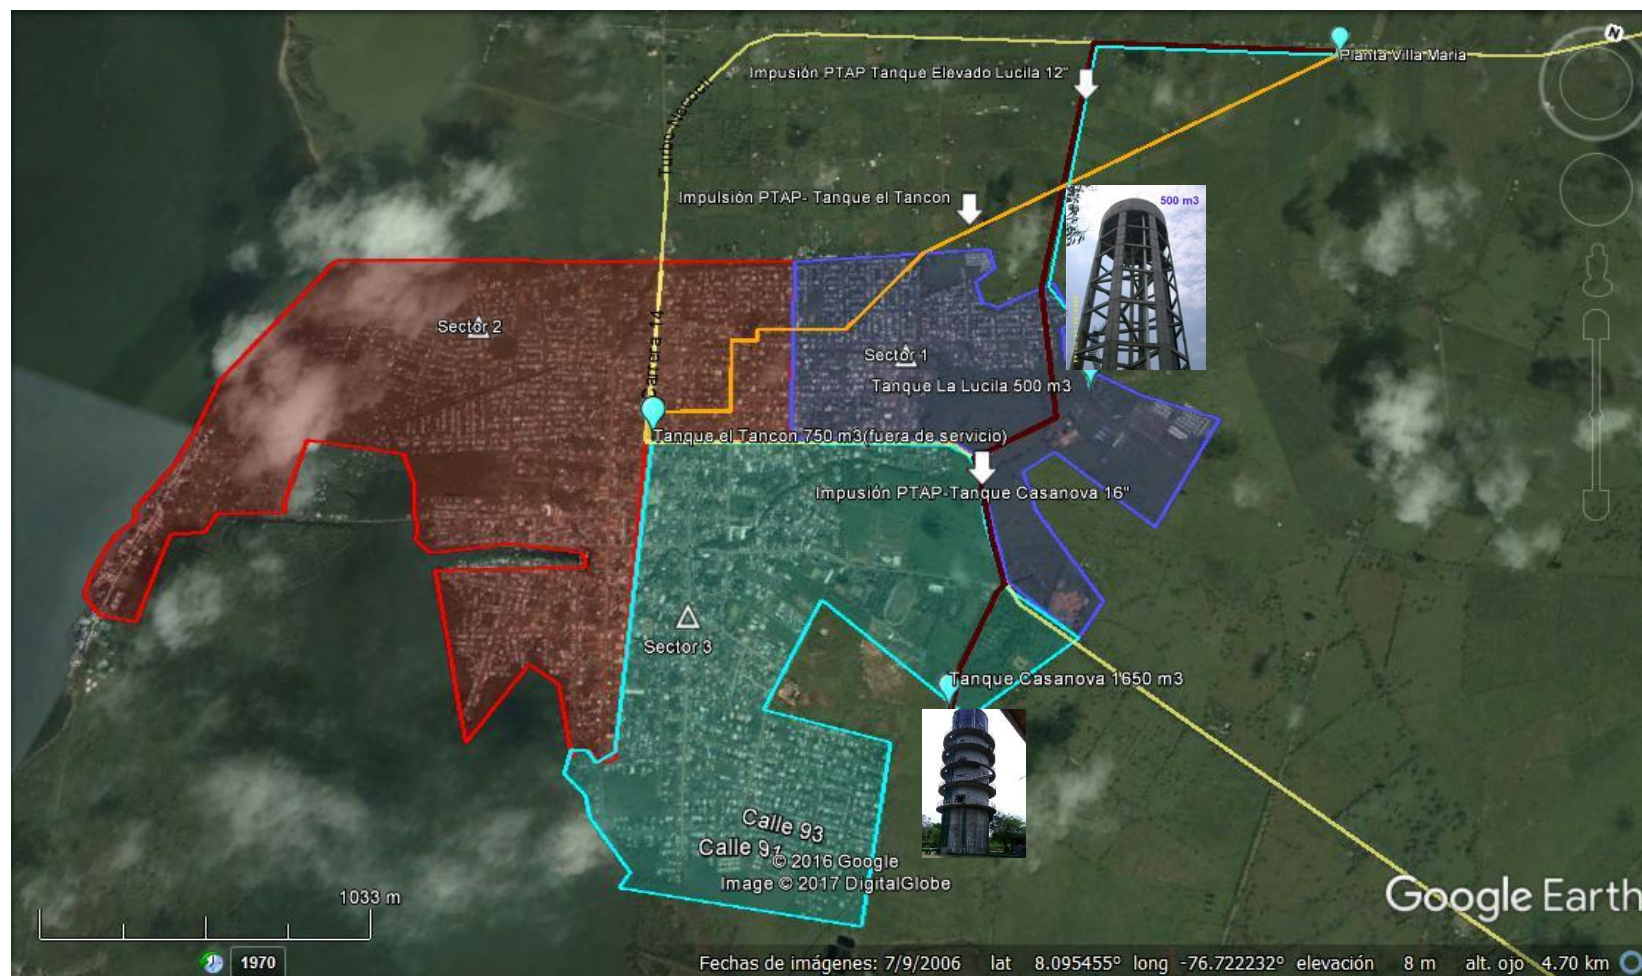 N
Planta Villa Maria
Impusión PTAP Tanque Elevado Lucila 12"
Impulsión PTAP- Tanque el Tancon
500 m3
Sector 2
Carrera 14
Sector 1
Tanque La Lucila 500 m3
Tanque el Tancon 750 m3(fuera de servicio)
Impusión PTAP-Tanque Casanova 16"
Sector 3
Tanque Casanova 1650 m3
Calle 93
Calle 91
© 2016 Google
Image © 2017 DigitalGlobe
1033 m
Google Earth
1970
Fechas de imágenes: 7/9/2006 lat 8.095455° long -76.722232° elevación 8 m alt. ojo 4.70 km